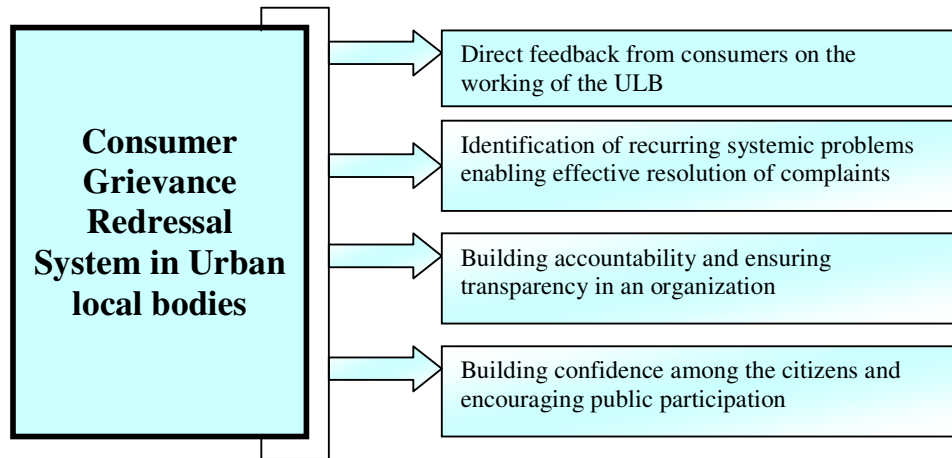 Consumer
Grievance
Redressal
System in Urban
local bodies
Direct feedback from consumers on the
working of the ULB
Identification of recurring systemic problems
enabling effective resolution of complaints
Building accountability and ensuring
transparency in an organization
Building confidence among the citizens and
encouraging public participation